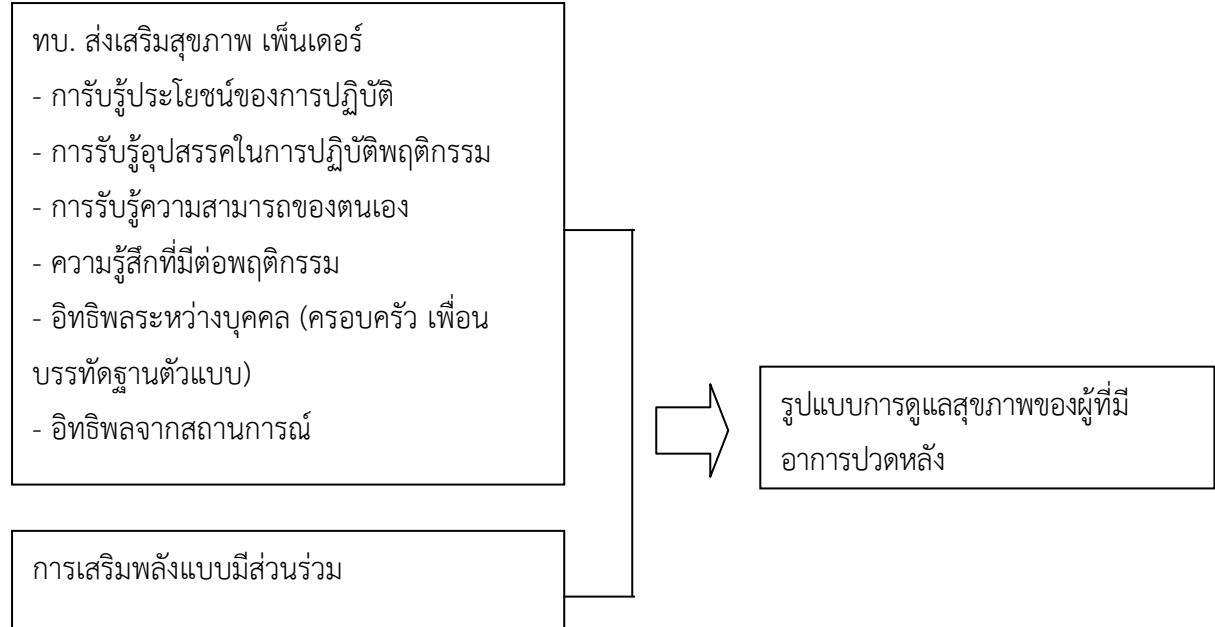 ทบ. ส่งเสริมสุขภาพ เพ็นเดอร์
- การับรู้ประโยชน์ของการปฏิบัติ
- การรับรู้อุปสรรคในการปฏิบัติพฤติกรรม
- การรับรู้ความสามารถของตนเอง
- ความรู้สึกที่มีต่อพฤติกรรม
- อิทธิพลระหว่างบุคคล (ครอบครัว เพื่อน
บรรทัดฐานตัวแบบ)
- อิทธิพลจากสถานการณ์
รูปแบบการดูแลสุขภาพของผู้ที่มี
อาการปวดหลัง
การเสริมพลังแบบมีส่วนร่วม